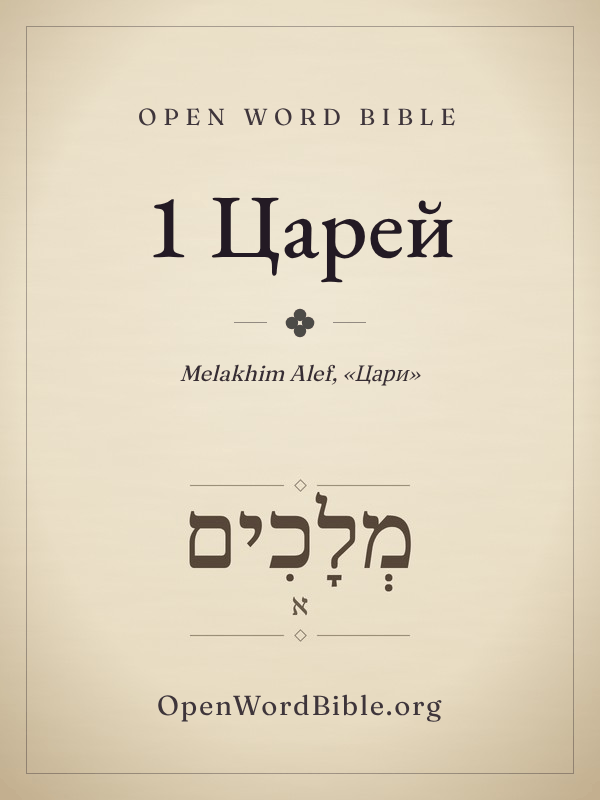 OPEN WORD BIBLE
1 Царей
Melakhim Alef, «Цари»
מְלָכִים
א
OpenWordBible.org